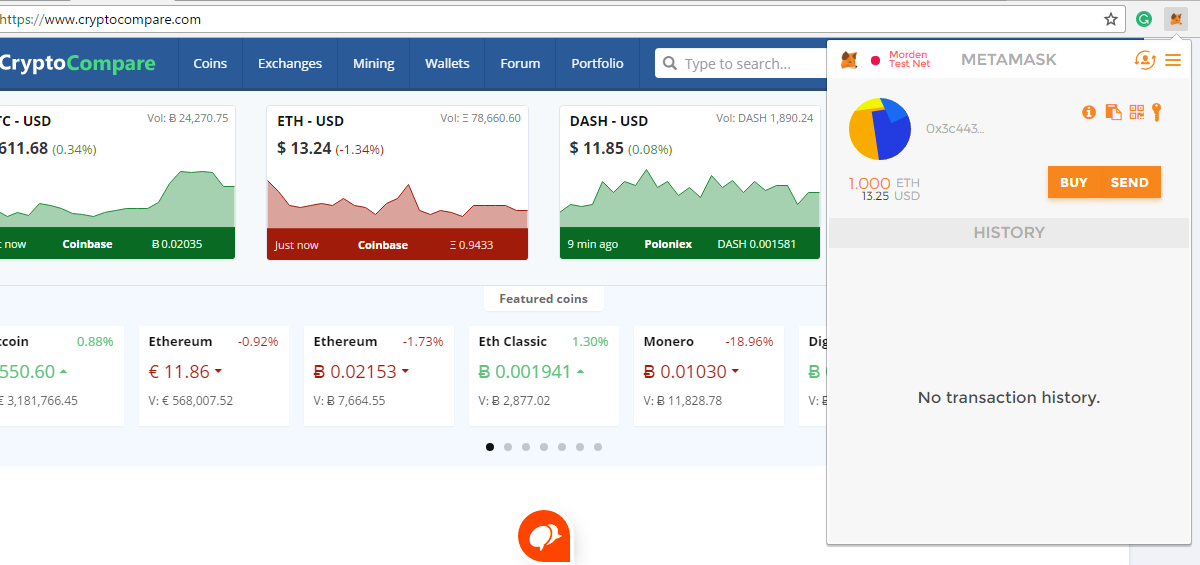 https://www.cryptocompare.com
CryptoCompare
Coins
Exchanges
Mining
Wallets
Forum
Portfolio
Type to search...
TC - USD
Vol: Ƀ 24,270.75
611.68 (0.34%)
t now
Coinbase
Ƀ 0.02035
ETH - USD
Vol: Ξ 78,660.60
$ 13.24 (-1.34%)
Just now
Coinbase
Ξ 0.9433
DASH - USD
Vol: DASH 1,890.24
$ 11.85 (0.08%)
9 min ago
Poloniex
DASH 0.001581
Featured coins
tcoin
0.88%
550.60
€ 3,181,766.45
Ethereum
-0.92%
€ 11.86
V: € 568,007.52
Ethereum
-1.73%
Ƀ 0.02153
V: Ƀ 7,664.55
Eth Classic
1.30%
Ƀ 0.001941
V: Ƀ 2,877.02
Monero
-18.96%
Ƀ 0.01030
V: Ƀ 11,828.78
Dig
Ƀ 0
V: Ƀ
Morden
Test Net
METAMASK
0x3c443...
1.000 ETH
13.25 USD
BUY
SEND
HISTORY
No transaction history.